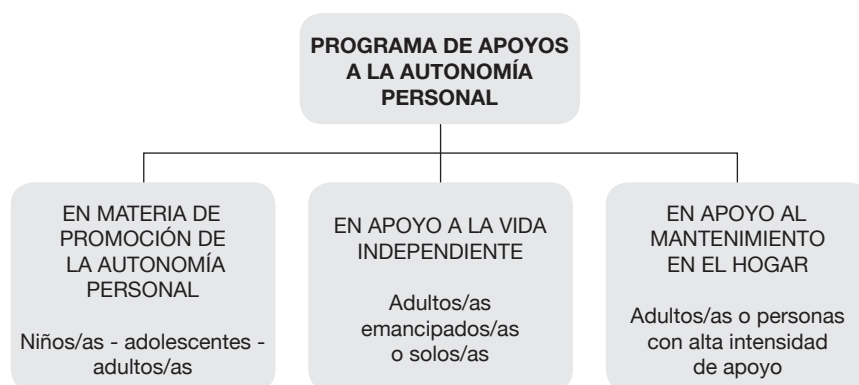 PROGRAMA DE APOYOS
A LA AUTONOMÍA
PERSONAL
EN MATERIA DE
PROMOCIÓN DE
LA AUTONOMÍA
PERSONAL
Niños/as - adolescentes -
adultos/as
EN APOYO A LA VIDA
INDEPENDIENTE
Adultos/as
emancipados/as
o solos/as
EN APOYO AL
MANTENIMIENTO
EN EL HOGAR
Adultos/as o personas
con alta intensidad
de apoyo